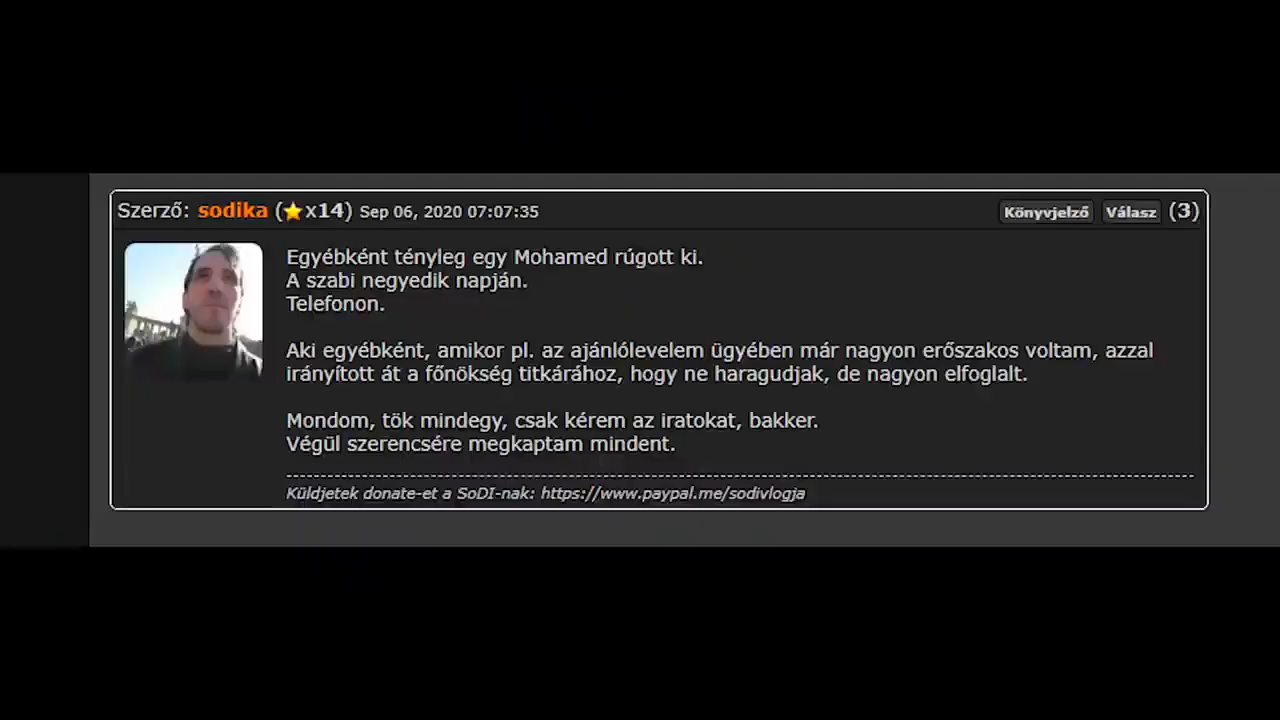 Szerző: sodika (⭐x14) Sep 06, 2020 07:07:35 Könyvjelző Válasz (3)
Egyébként tényleg egy Mohamed rúgott ki.
A szabi negyedik napján.
Telefonon.
Aki egyébként, amikor pl. az ajánlólevelem ügyében már nagyon erőszakos voltam, azzal
irányított át a főnökség titkárához, hogy ne haragudjak, de nagyon elfoglalt.
Mondom, tök mindegy, csak kérem az iratokat, bakker.
Végül szerencsére megkaptam mindent.
Küldjetek donate-et a SoDI-nak: https://www.paypal.me/sodivlogja